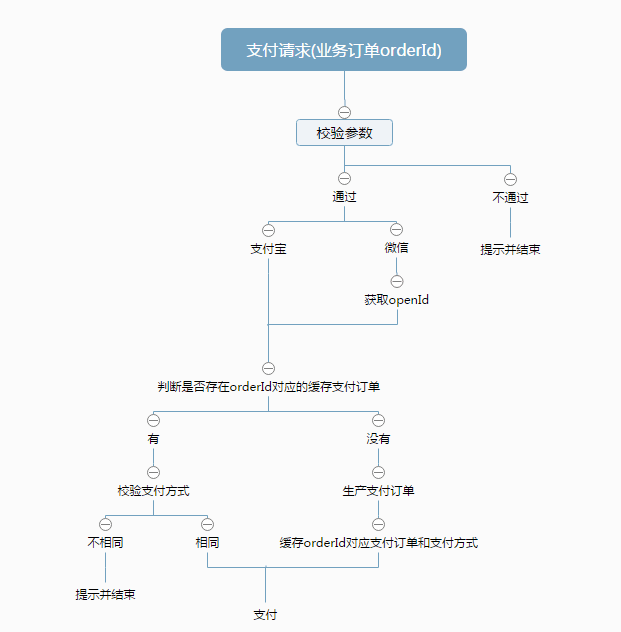 支付请求(业务订单orderId)
校验参数
通过
不通过
支付宝
微信
提示并结束
获取openId
判断是否存在orderId对应的缓存支付订单
有
没有
校验支付方式
生产支付订单
不相同
相同
缓存orderId对应支付订单和支付方式
提示并结束
支付